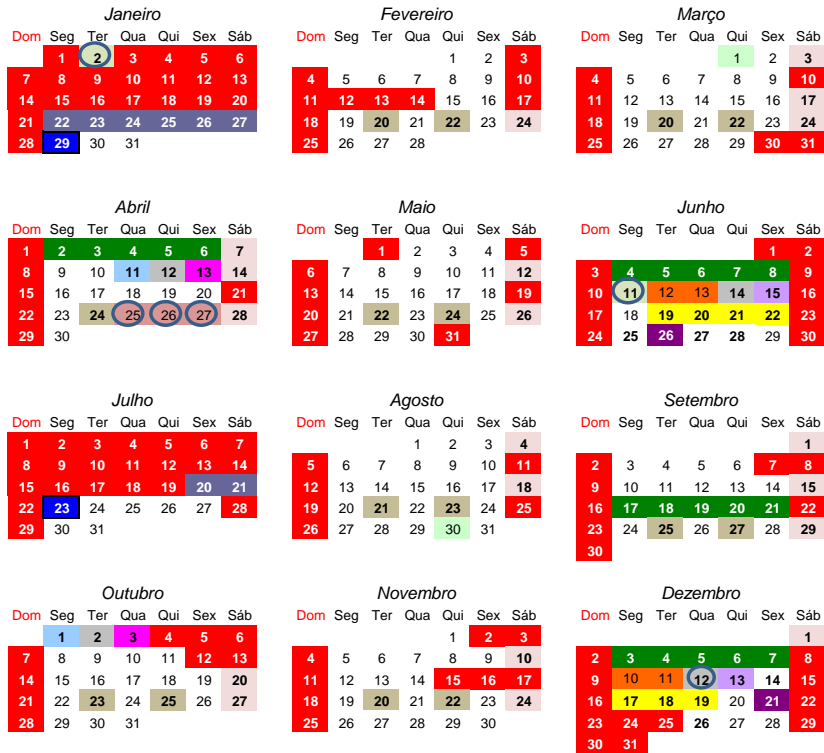 Janeiro
Dom Seg Ter Qua Qui Sex Sáb
1 2 3 4 5 6
7 8 9 10 11 12 13
14 15 16 17 18 19 20
21 22 23 24 25 26 27
28 29 30 31
Fevereiro
Dom Seg Ter Qua Qui Sex Sáb
1 2 3
4 5 6 7 8 9 10
11 12 13 14 15 16 17
18 19 20 21 22 23 24
25 26 27 28
Março
Dom Seg Ter Qua Qui Sex Sáb
1 2 3
4 5 6 7 8 9 10
11 12 13 14 15 16 17
18 19 20 21 22 23 24
25 26 27 28 29 30 31
Abril
Dom Seg Ter Qua Qui Sex Sáb
1 2 3 4 5 6 7
8 9 10 11 12 13 14
15 16 17 18 19 20 21
22 23 24 25 26 27 28
29 30
Maio
Dom Seg Ter Qua Qui Sex Sáb
1 2 3 4 5
6 7 8 9 10 11 12
13 14 15 16 17 18 19
20 21 22 23 24 25 26
27 28 29 30 31
Junho
Dom Seg Ter Qua Qui Sex Sáb
1 2
3 4 5 6 7 8 9
10 11 12 13 14 15 16
17 18 19 20 21 22 23
24 25 26 27 28 29 30
Julho
Dom Seg Ter Qua Qui Sex Sáb
1 2 3 4 5 6 7
8 9 10 11 12 13 14
15 16 17 18 19 20 21
22 23 24 25 26 27 28
29 30 31
Agosto
Dom Seg Ter Qua Qui Sex Sáb
1 2 3 4
5 6 7 8 9 10 11
12 13 14 15 16 17 18
19 20 21 22 23 24 25
26 27 28 29 30 31
Setembro
Dom Seg Ter Qua Qui Sex Sáb
1
2 3 4 5 6 7 8
9 10 11 12 13 14 15
16 17 18 19 20 21 22
23 24 25 26 27 28 29
30
Outubro
Dom Seg Ter Qua Qui Sex Sáb
1 2 3 4 5 6
7 8 9 10 11 12 13
14 15 16 17 18 19 20
21 22 23 24 25 26 27
28 29 30 31
Novembro
Dom Seg Ter Qua Qui Sex Sáb
1 2 3
4 5 6 7 8 9 10
11 12 13 14 15 16 17
18 19 20 21 22 23 24
25 26 27 28 29 30
Dezembro
Dom Seg Ter Qua Qui Sex Sáb
1
2 3 4 5 6 7 8
9 10 11 12 13 14 15
16 17 18 19 20 21 22
23 24 25 26 27 28 29
30 31